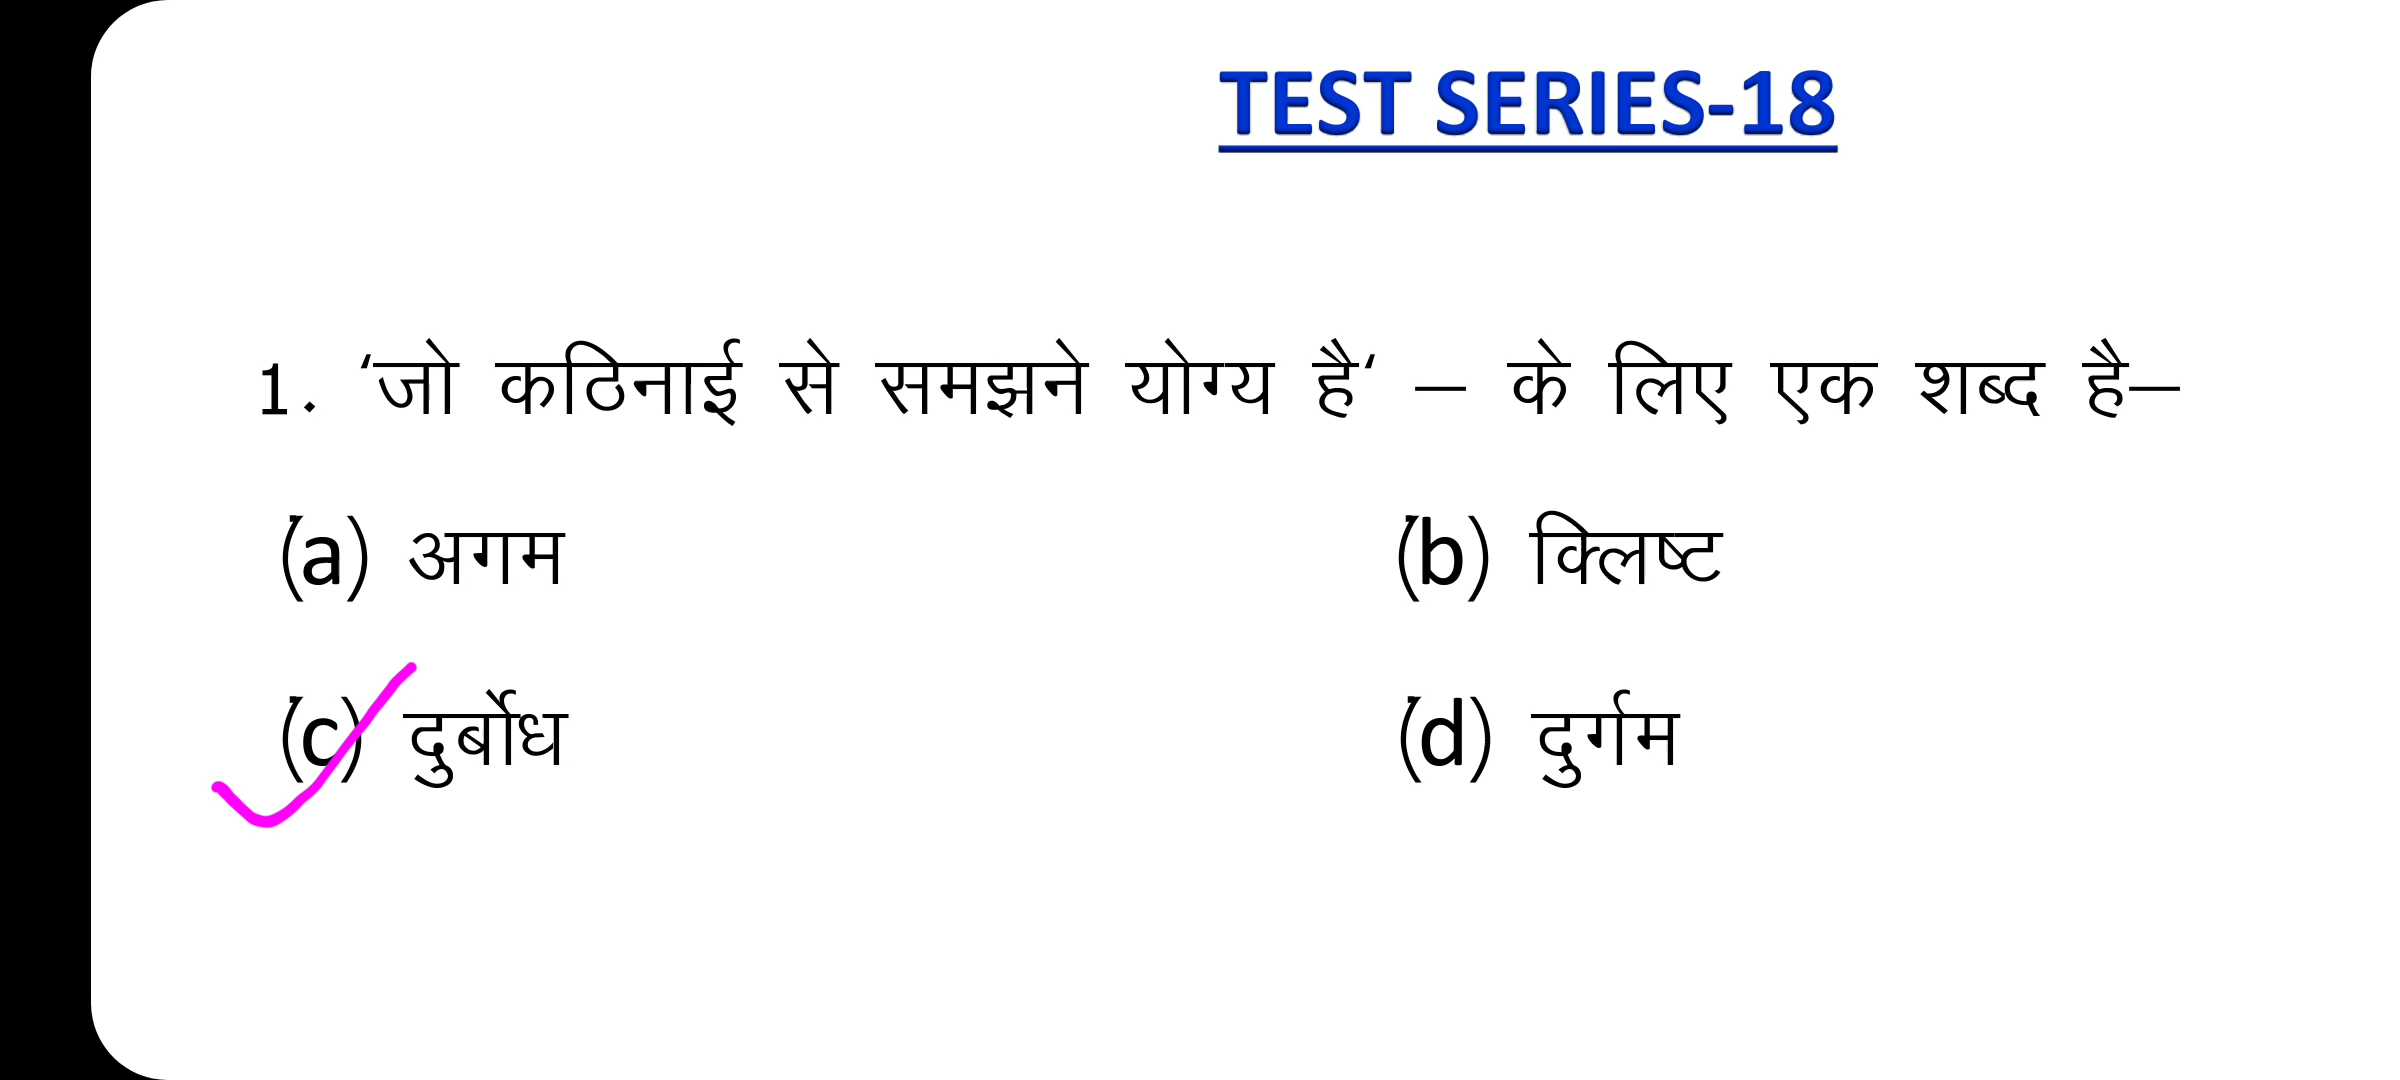 TEST SERIES-18
1. ‘जो कठिनाई से समझने योग्य है‘ – के लिए एक शब्द है–
(a) अगम (b) क्लिष्ट
(c) दुर्बोध (d) दुर्गम